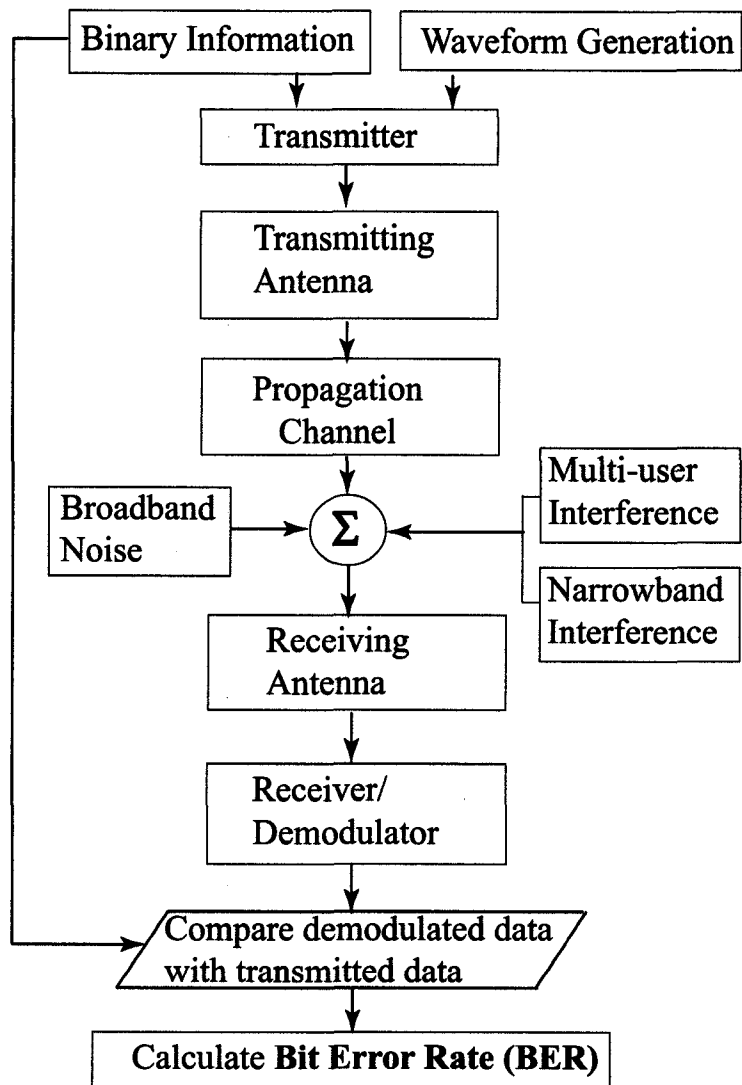 Binary Information
Waveform Generation
Transmitter
Transmitting
Antenna
Propagation
Channel
Broadband
Noise
Σ
Multi-user
Interference
Narrowband
Interference
Receiving
Antenna
Receiver/
Demodulator
Compare demodulated data
with transmitted data
Calculate Bit Error Rate (BER)